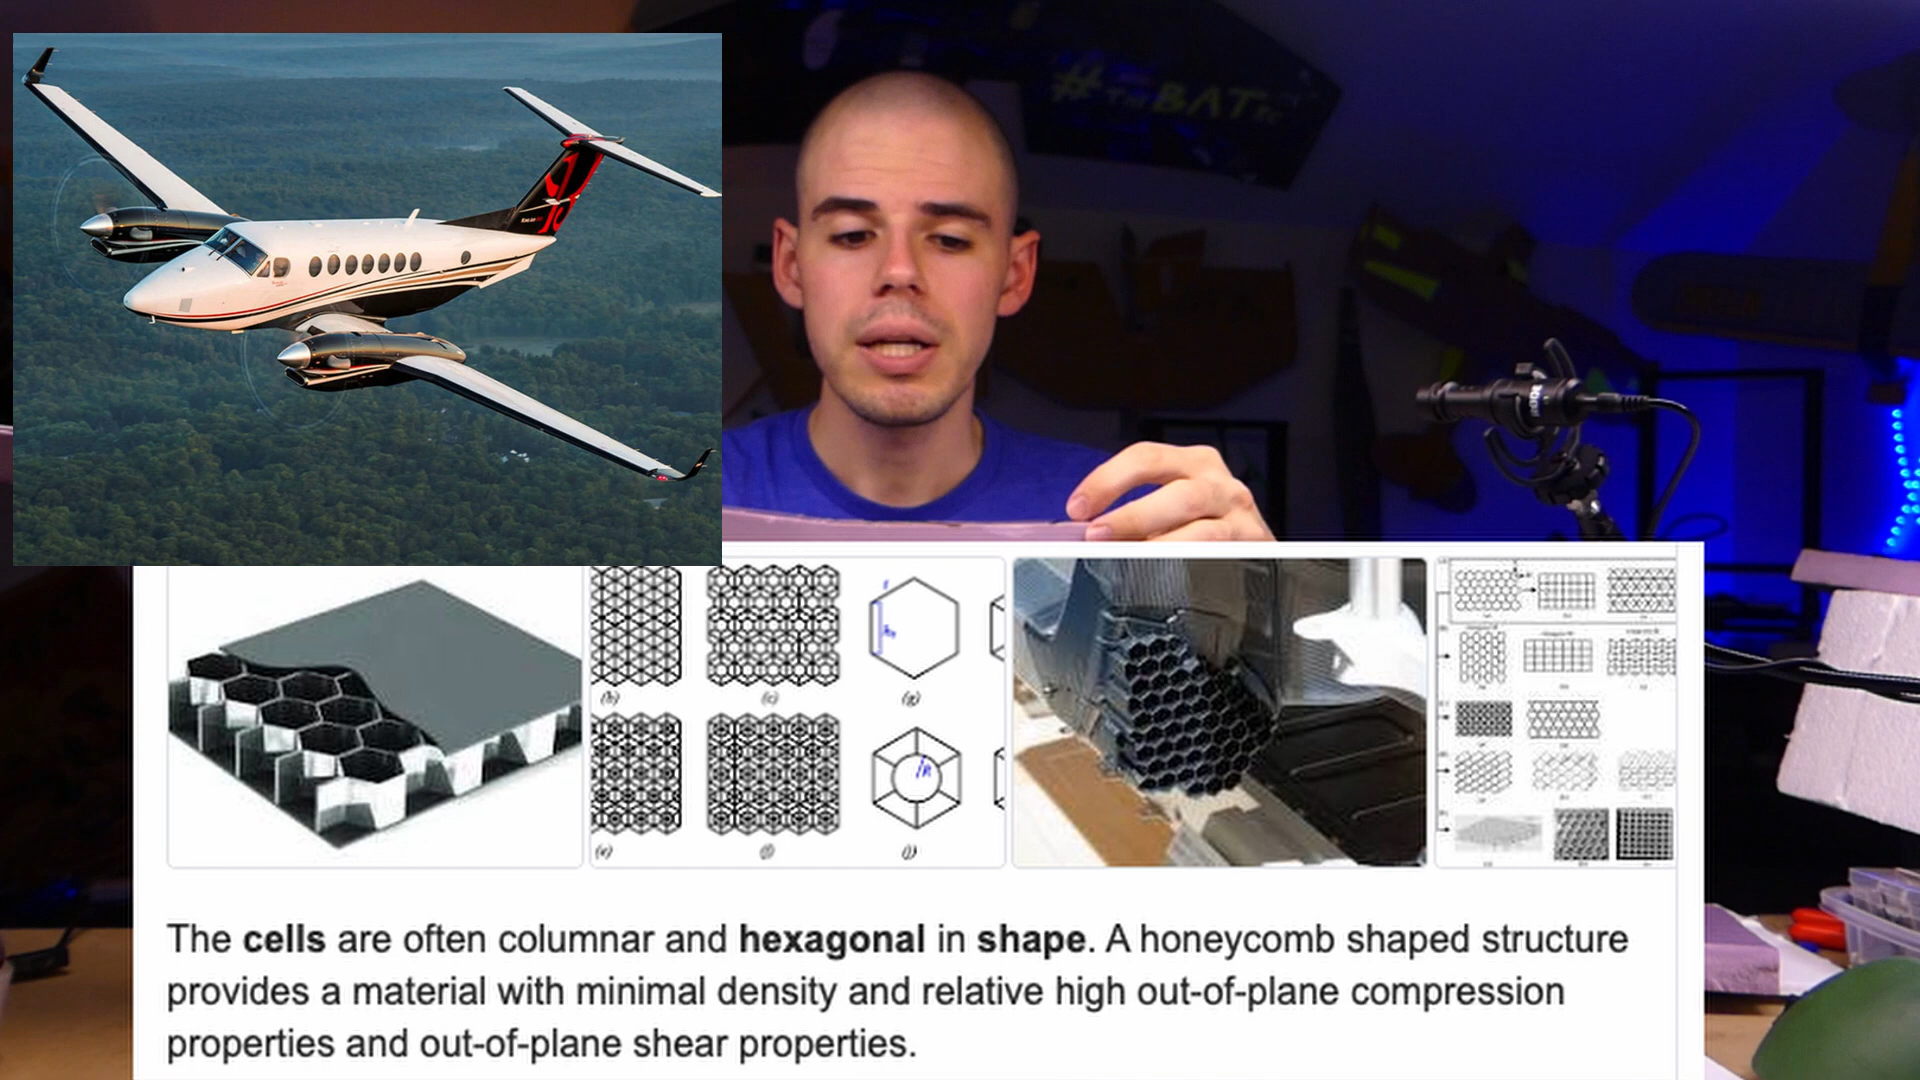 #TheBATTC
(b)
(c)
(g)
(e)
(f)
(j)
The cells are often columnar and hexagonal in shape. A honeycomb shaped structure
provides a material with minimal density and relative high out-of-plane compression
properties and out-of-plane shear properties.